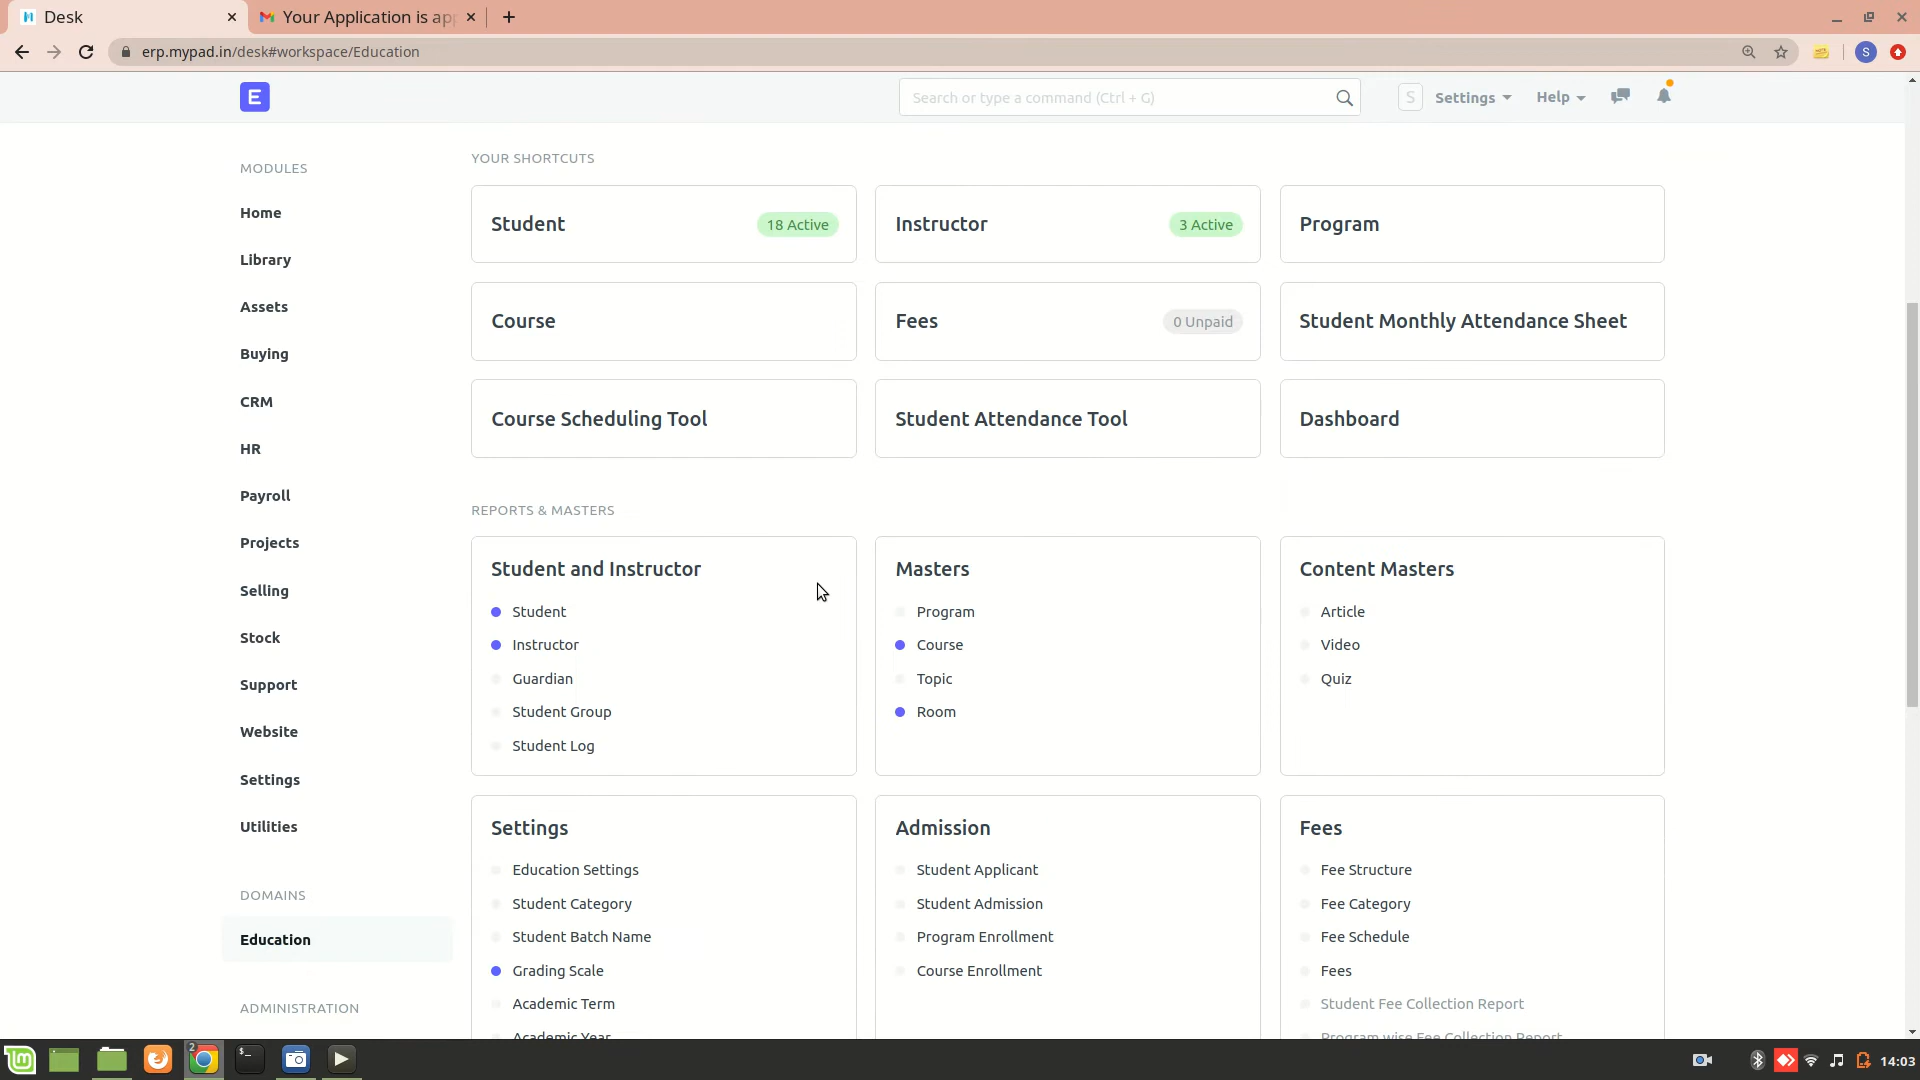 Desk
Your Application is app
erp.mypad.in/desk#workspace/Education
S
E
Search or type a command (Ctrl + G)
S
Settings
Help
MODULES
Home
Library
Assets
Buying
CRM
HR
Payroll
Projects
Selling
Stock
Support
Website
Settings
Utilities
DOMAINS
Education
ADMINISTRATION
YOUR SHORTCUTS
Student 18 Active
Instructor 3 Active
Program
Course
Fees 0 Unpaid
Student Monthly Attendance Sheet
Course Scheduling Tool
Student Attendance Tool
Dashboard
REPORTS & MASTERS
Student and Instructor
Student
Instructor
Guardian
Student Group
Student Log
Masters
Program
Course
Topic
Room
Content Masters
Article
Video
Quiz
Settings
Education Settings
Student Category
Student Batch Name
Grading Scale
Academic Term
Academic Year
Admission
Student Applicant
Student Admission
Program Enrollment
Course Enrollment
Fees
Fee Structure
Fee Category
Fee Schedule
Fees
Student Fee Collection Report
Program wise Fee Collection Report
2
14:03